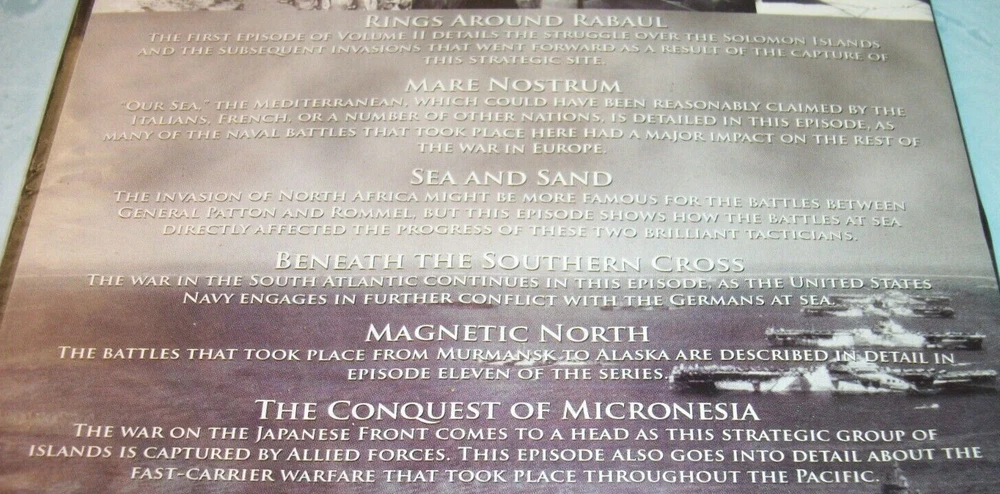 Rings Around Rabaul
The first episode of Volume II details the struggle over the Solomon Islands
and the subsequent invasions that went forward as a result of the capture of
this strategic site.
Mare Nostrum
"Our Sea," the Mediterranean, which could have been reasonably claimed by the
Italians, French, or a number of other nations, is detailed in this episode, as
many of the naval battles that took place here had a major impact on the rest of
the war in Europe.
Sea and Sand
The invasion of North Africa might be more famous for the battles between
General Patton and Rommel, but this episode shows how the battles at sea
directly affected the progress of these two brilliant tacticians.
Beneath the Southern Cross
The war in the South Atlantic continues in this episode, as the United States
Navy engages in further conflict with the Germans at sea.
Magnetic North
The battles that took place from Murmansk to Alaska are described in detail in
episode eleven of the series.
The Conquest of Micronesia
The war on the Japanese Front comes to a head as this strategic group of
islands is captured by Allied forces. This episode also goes into detail about the
fast-carrier warfare that took place throughout the Pacific.